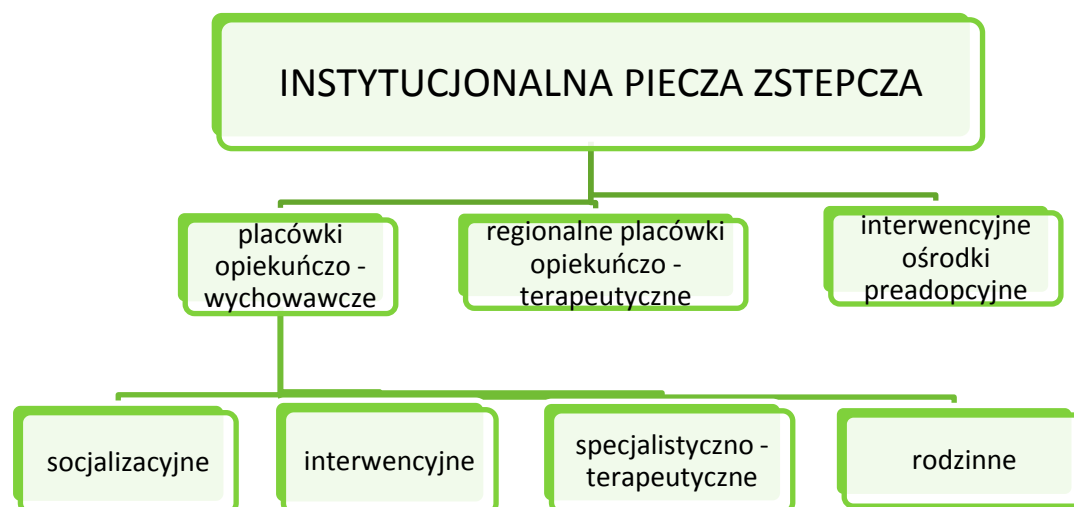 INSTYTUCJONALNA PIECZA ZSTEPCZA
placówki
opiekuńczo -
wychowawcze
regionalne placówki
opiekuńczo -
terapeutyczne
interwencyjne
ośrodki
preadopcyjne
socjalizacyjne
interwencyjne
specjalistyczno -
terapeutyczne
rodzinne